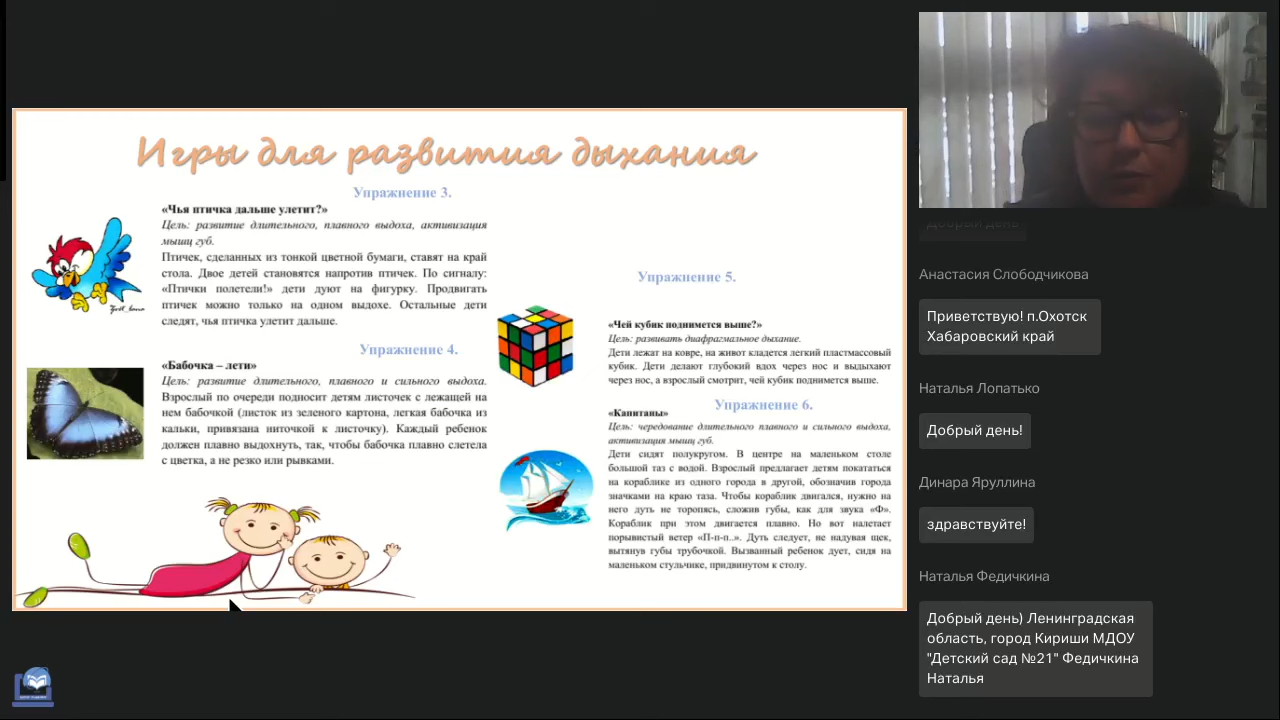 Игры для развития дыхания
Упражнение 3.
«Чья птичка дальше улетит?»
Цель: развитие длительного, плавного выдоха, активизация
мышц губ.
Птичек, сделанных из тонкой цветной бумаги, ставят на край
стола. Двое детей становятся напротив птичек. По сигналу:
«Птички полетели!» дети дуют на фигурку. Продвигать
птичек можно только на одном выдохе. Остальные дети
следят, чья птичка улетит дальше.
Упражнение 4.
«Бабочка – лети»
Цель: развитие длительного, плавного и сильного выдоха.
Взрослый по очереди подносит детям листочек с лежащей на
нем бабочкой (листок из зеленого картона, легкая бабочка из
кальки, привязана ниточкой к листочку). Каждый ребенок
должен плавно выдохнуть, так, чтобы бабочка плавно слетела
с цветка, а не резко или рывками.
Упражнение 5.
«Чей кубик поднимется выше?»
Цель: развивать диафрагмальное дыхание.
Дети лежат на ковре, на живот кладется легкий пластмассовый
кубик. Дети делают глубокий вдох через нос и выдыхают
через нос, а взрослый смотрит, чей кубик поднимется выше.
Упражнение 6.
«Капитаны»
Цель: чередование длительного плавного и сильного выдоха,
активизация мышц губ.
Дети сидят полукругом. В центре на маленьком столе
большой таз с водой. Взрослый предлагает детям покататься
на кораблике из одного города в другой, обозначив города
значками на краю таза. Чтобы кораблик двигался, нужно на
него дуть не торопясь, сложив губы, как для звука «Ф».
Кораблик при этом двигается плавно. Но вот налетает
порывистый ветер «П-п-п..». Дуть следует, не надувая щек,
вытянув губы трубочкой. Вызванный ребенок дует, сидя на
маленьком стульчике, придвинутом к столу.
Добрый день
Анастасия Слободчикова
Приветствую! п.Охотск
Хабаровский край
Наталья Лопатько
Добрый день!
Динара Яруллина
здравствуйте!
Наталья Федичкина
Добрый день) Ленинградская
область, город Кириши МДОУ
"Детский сад №21" Федичкина
Наталья